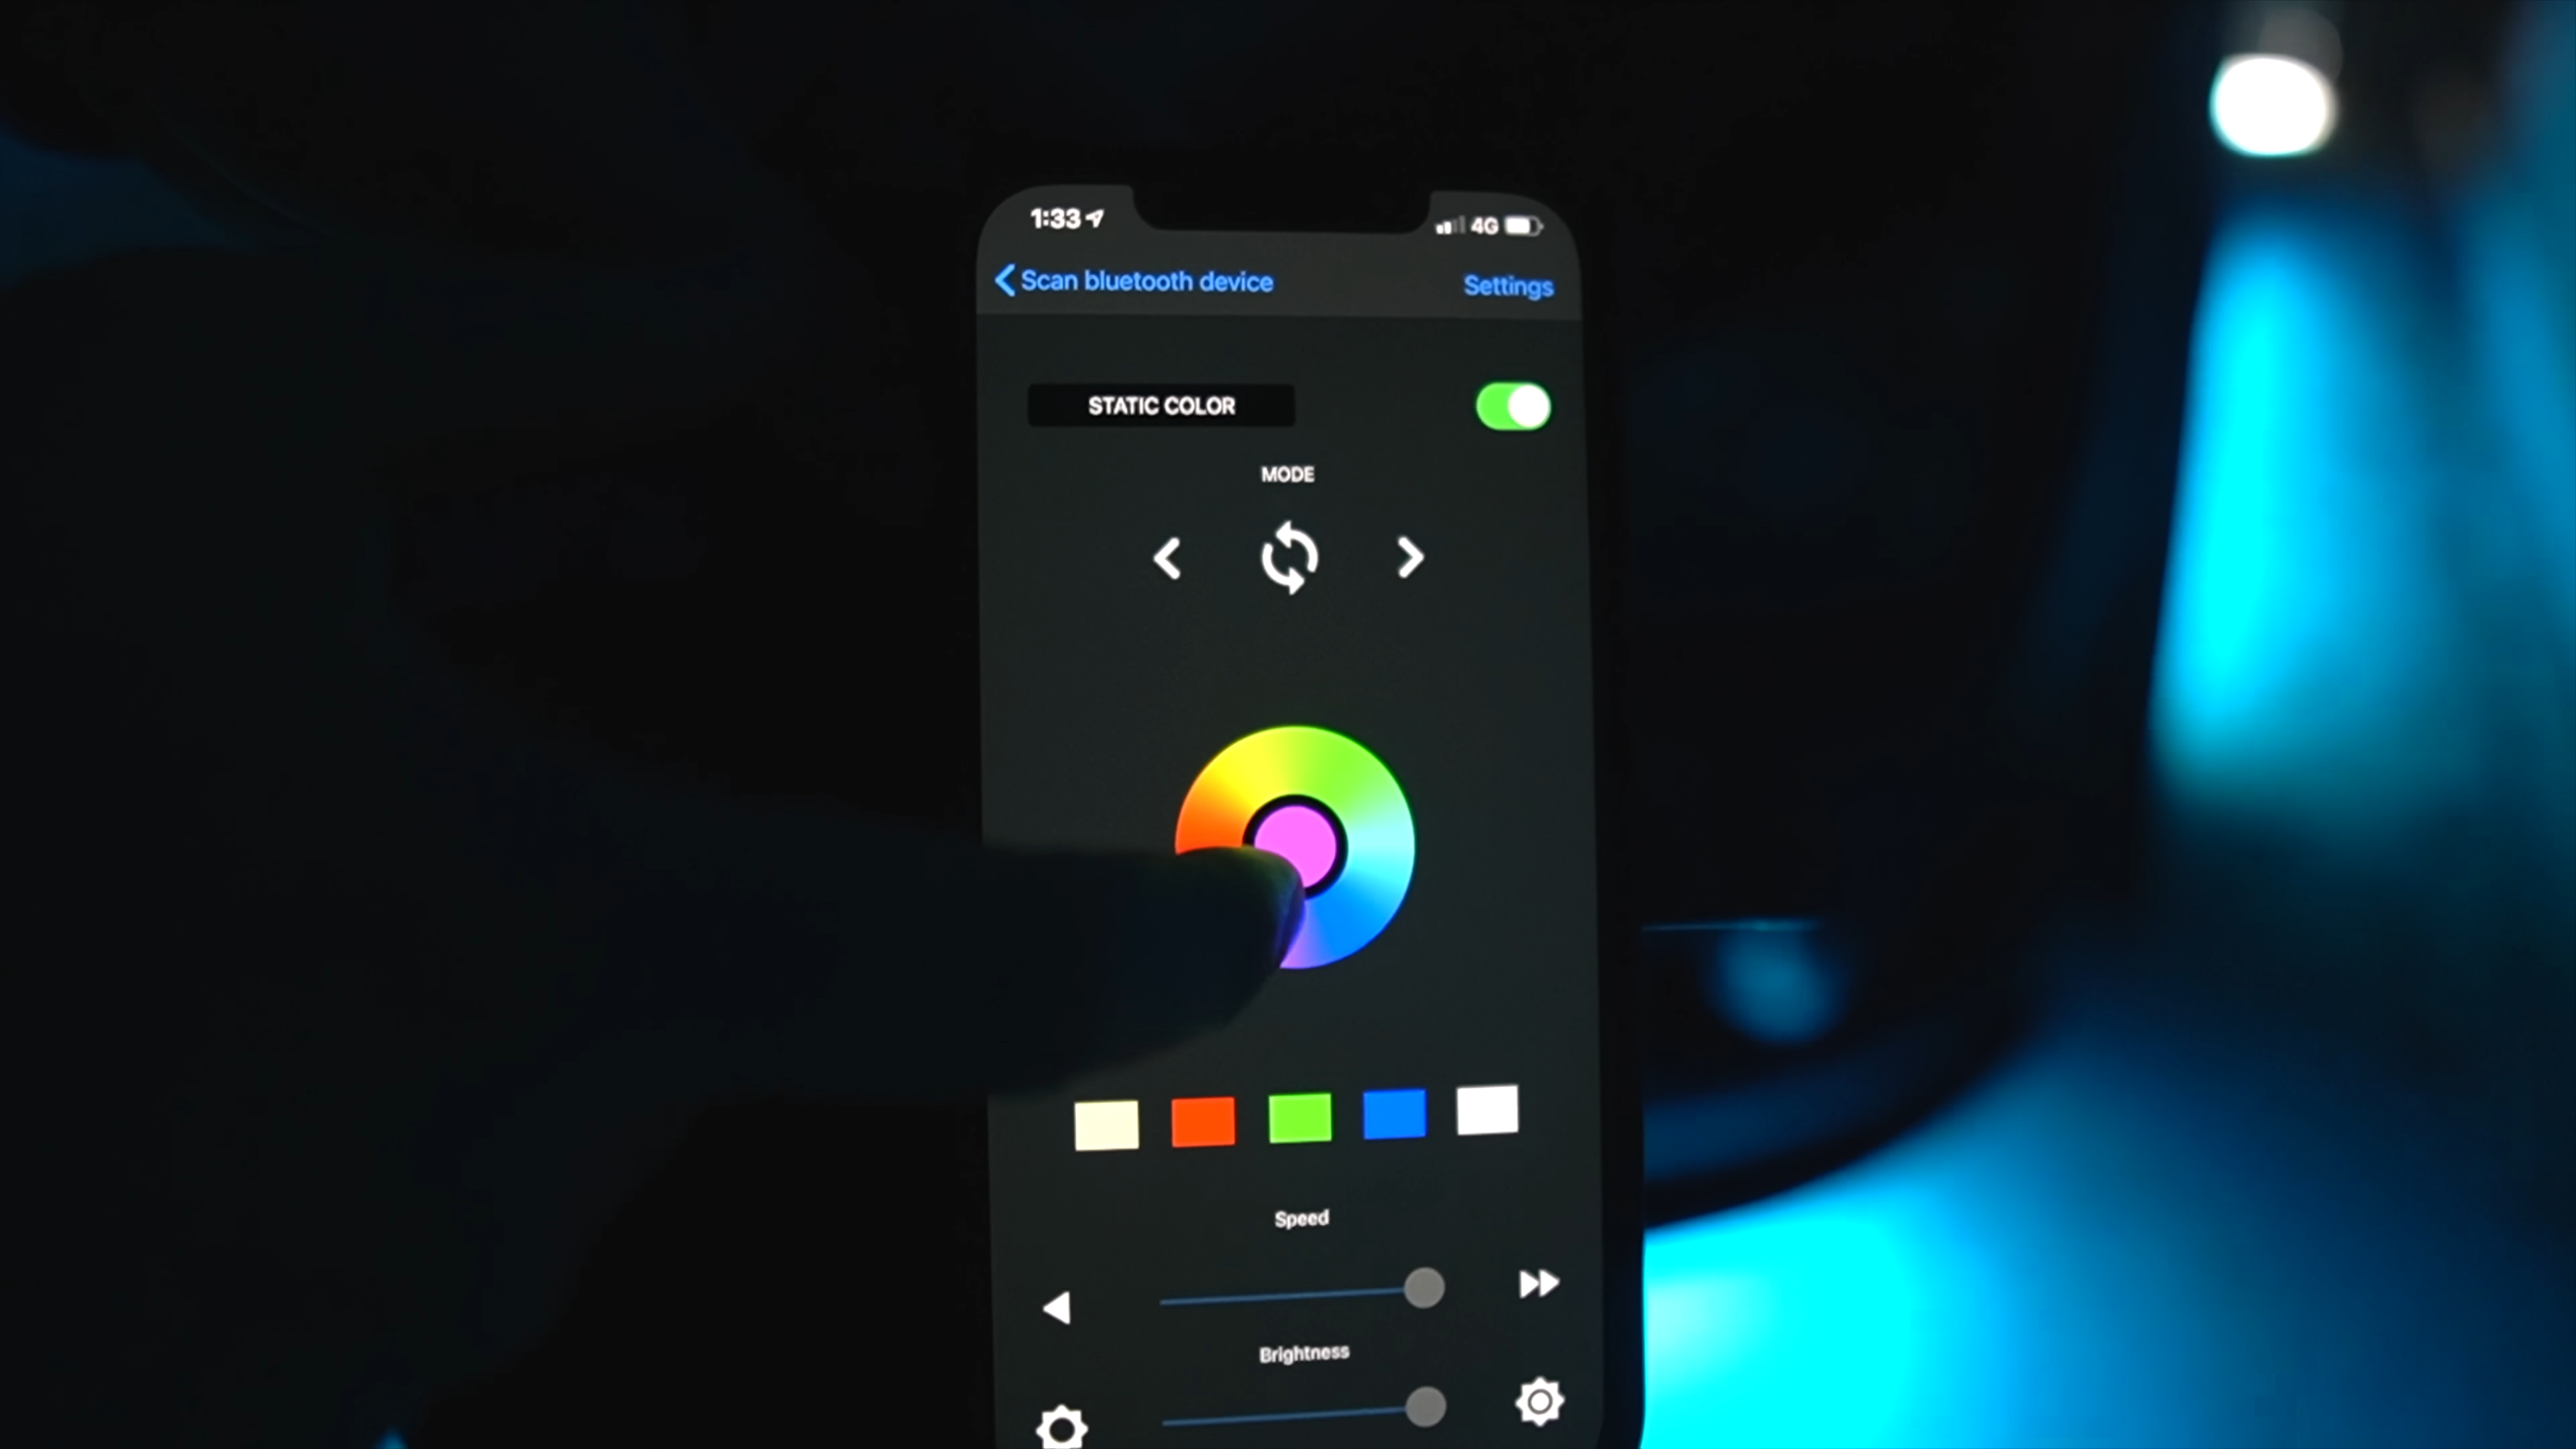 1:33
4G
Scan bluetooth device
Settings
STATIC COLOR
MODE
Speed
Brightness